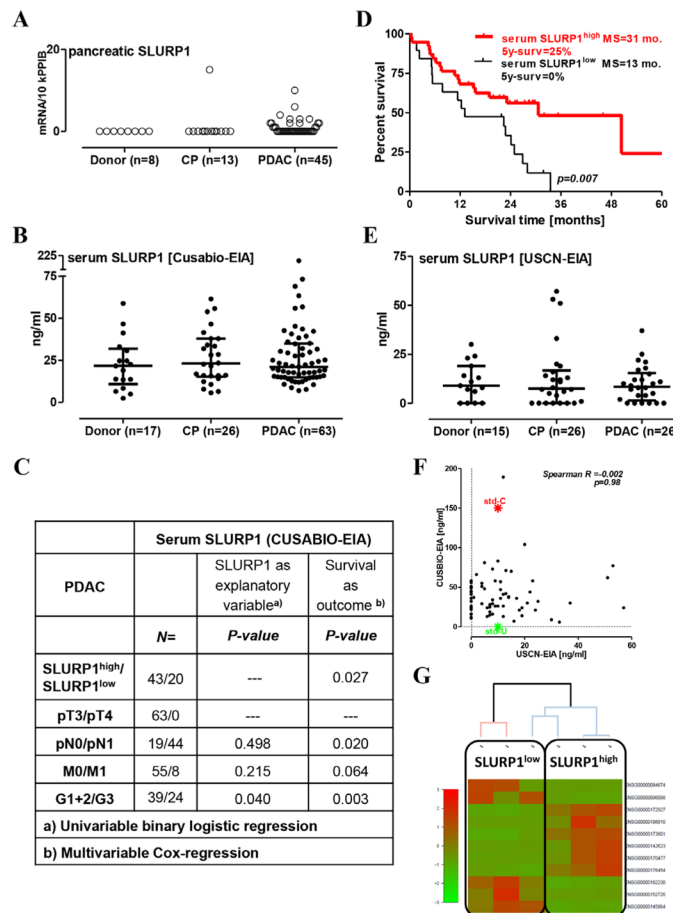 A
pancreatic SLURP1
mRNA/10 kPPIB
20
10
0
Donor (n=8) CP (n=13) PDAC (n=45)
B
serum SLURP1 [Cusabio-EIA]
ng/ml
225
75
75
50
25
0
Donor (n=17) CP (n=26) PDAC (n=63)
C
Serum SLURP1 (CUSABIO-EIA)
PDAC
SLURP1 as explanatory variable a)
Survival as outcome b)
N= P-value P-value
SLURP1high/ SLURP1low 43/20 --- 0.027
pT3/pT4 63/0 --- ---
pN0/pN1 19/44 0.498 0.020
M0/M1 55/8 0.215 0.064
G1+2/G3 39/24 0.040 0.003
a) Univariable binary logistic regression
b) Multivariable Cox-regression
D
serum SLURP1high MS=31 mo.
5y-surv=25%
serum SLURP1low MS=13 mo.
5y-surv=0%
Percent survival
100
75
50
25
0
p=0.007
0 12 24 36 48 60
Survival time [months]
E
serum SLURP1 [USCN-EIA]
ng/ml
75
50
25
0
Donor (n=15) CP (n=26) PDAC (n=26
F
Spearman R =-0.002
p=0.98
CUSBIO-EIA [ng/ml]
200
150
100
50
0
std-C
std-U
0 10 20 30 40 50 60
USCN-EIA [ng/ml]
G
SLURP1low SLURP1high